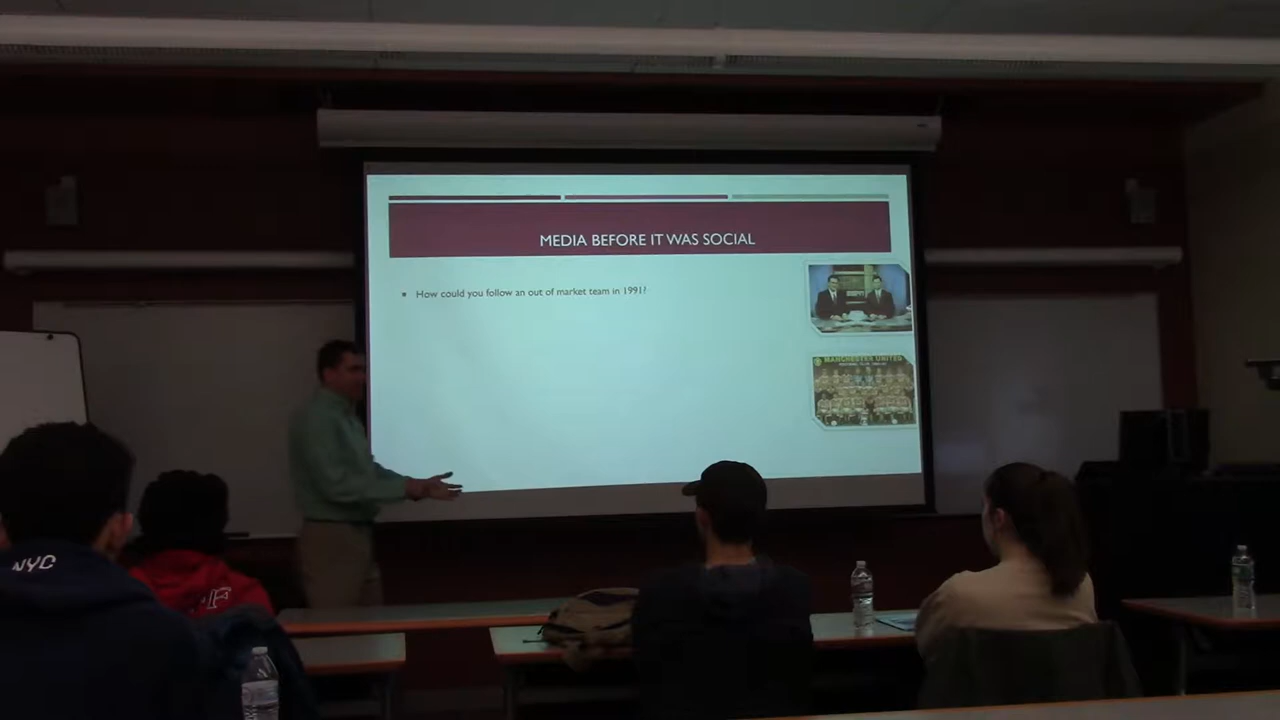 MEDIA BEFORE IT WAS SOCIAL
How could you follow an out of market team in 1991?
MANCHESTER UNITED
NYC